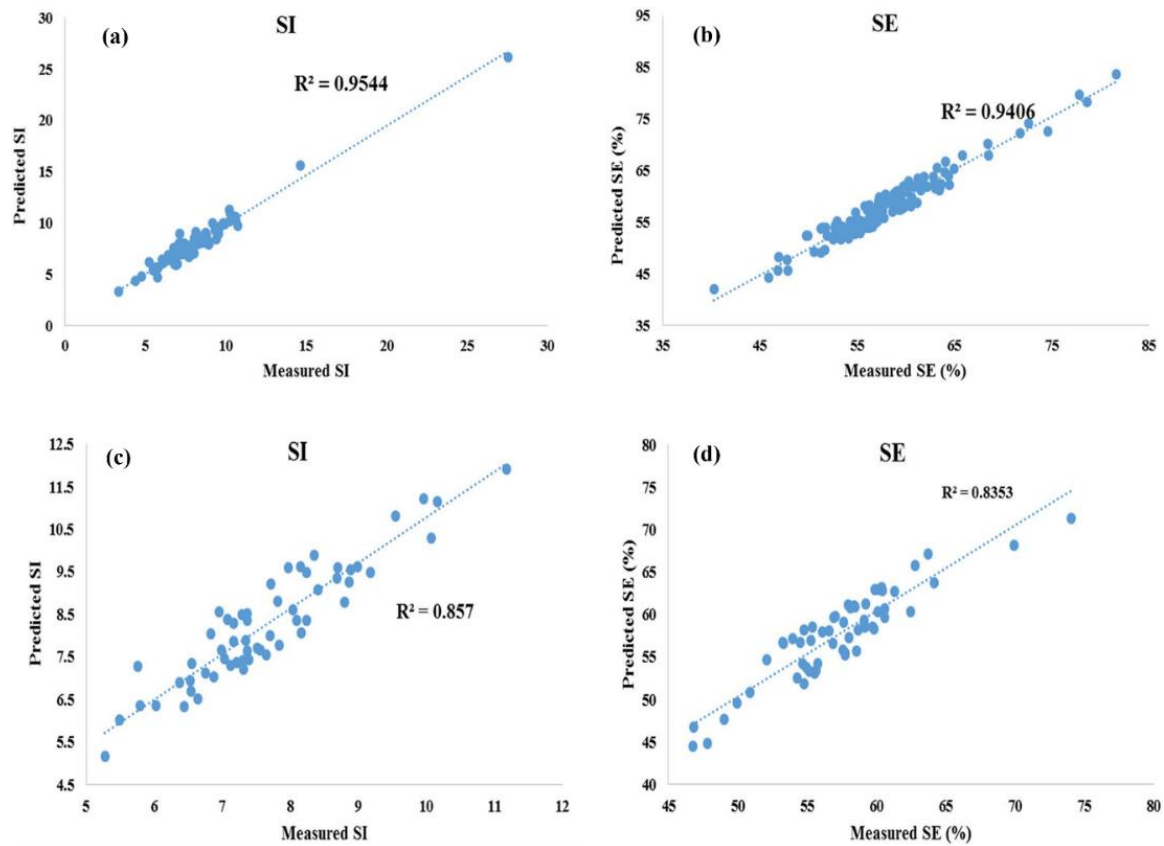 (a)
SI
R² = 0.9544
Predicted SI
30
25
20
15
10
5
0
0 5 10 15 20 25 30
Measured SI
(b)
SE
R² = 0.9406
Predicted SE (%)
95
85
75
65
55
45
35
35 45 55 65 75 85
Measured SE (%)
(c)
SI
R² = 0.857
Predicted SI
12.5
11.5
10.5
9.5
8.5
7.5
6.5
5.5
4.5
5 6 7 8 9 10 11 12
Measured SI
(d)
SE
R² = 0.8353
Predicted SE (%)
80
75
70
65
60
55
50
45
40
45 50 55 60 65 70 75 80
Measured SE (%)